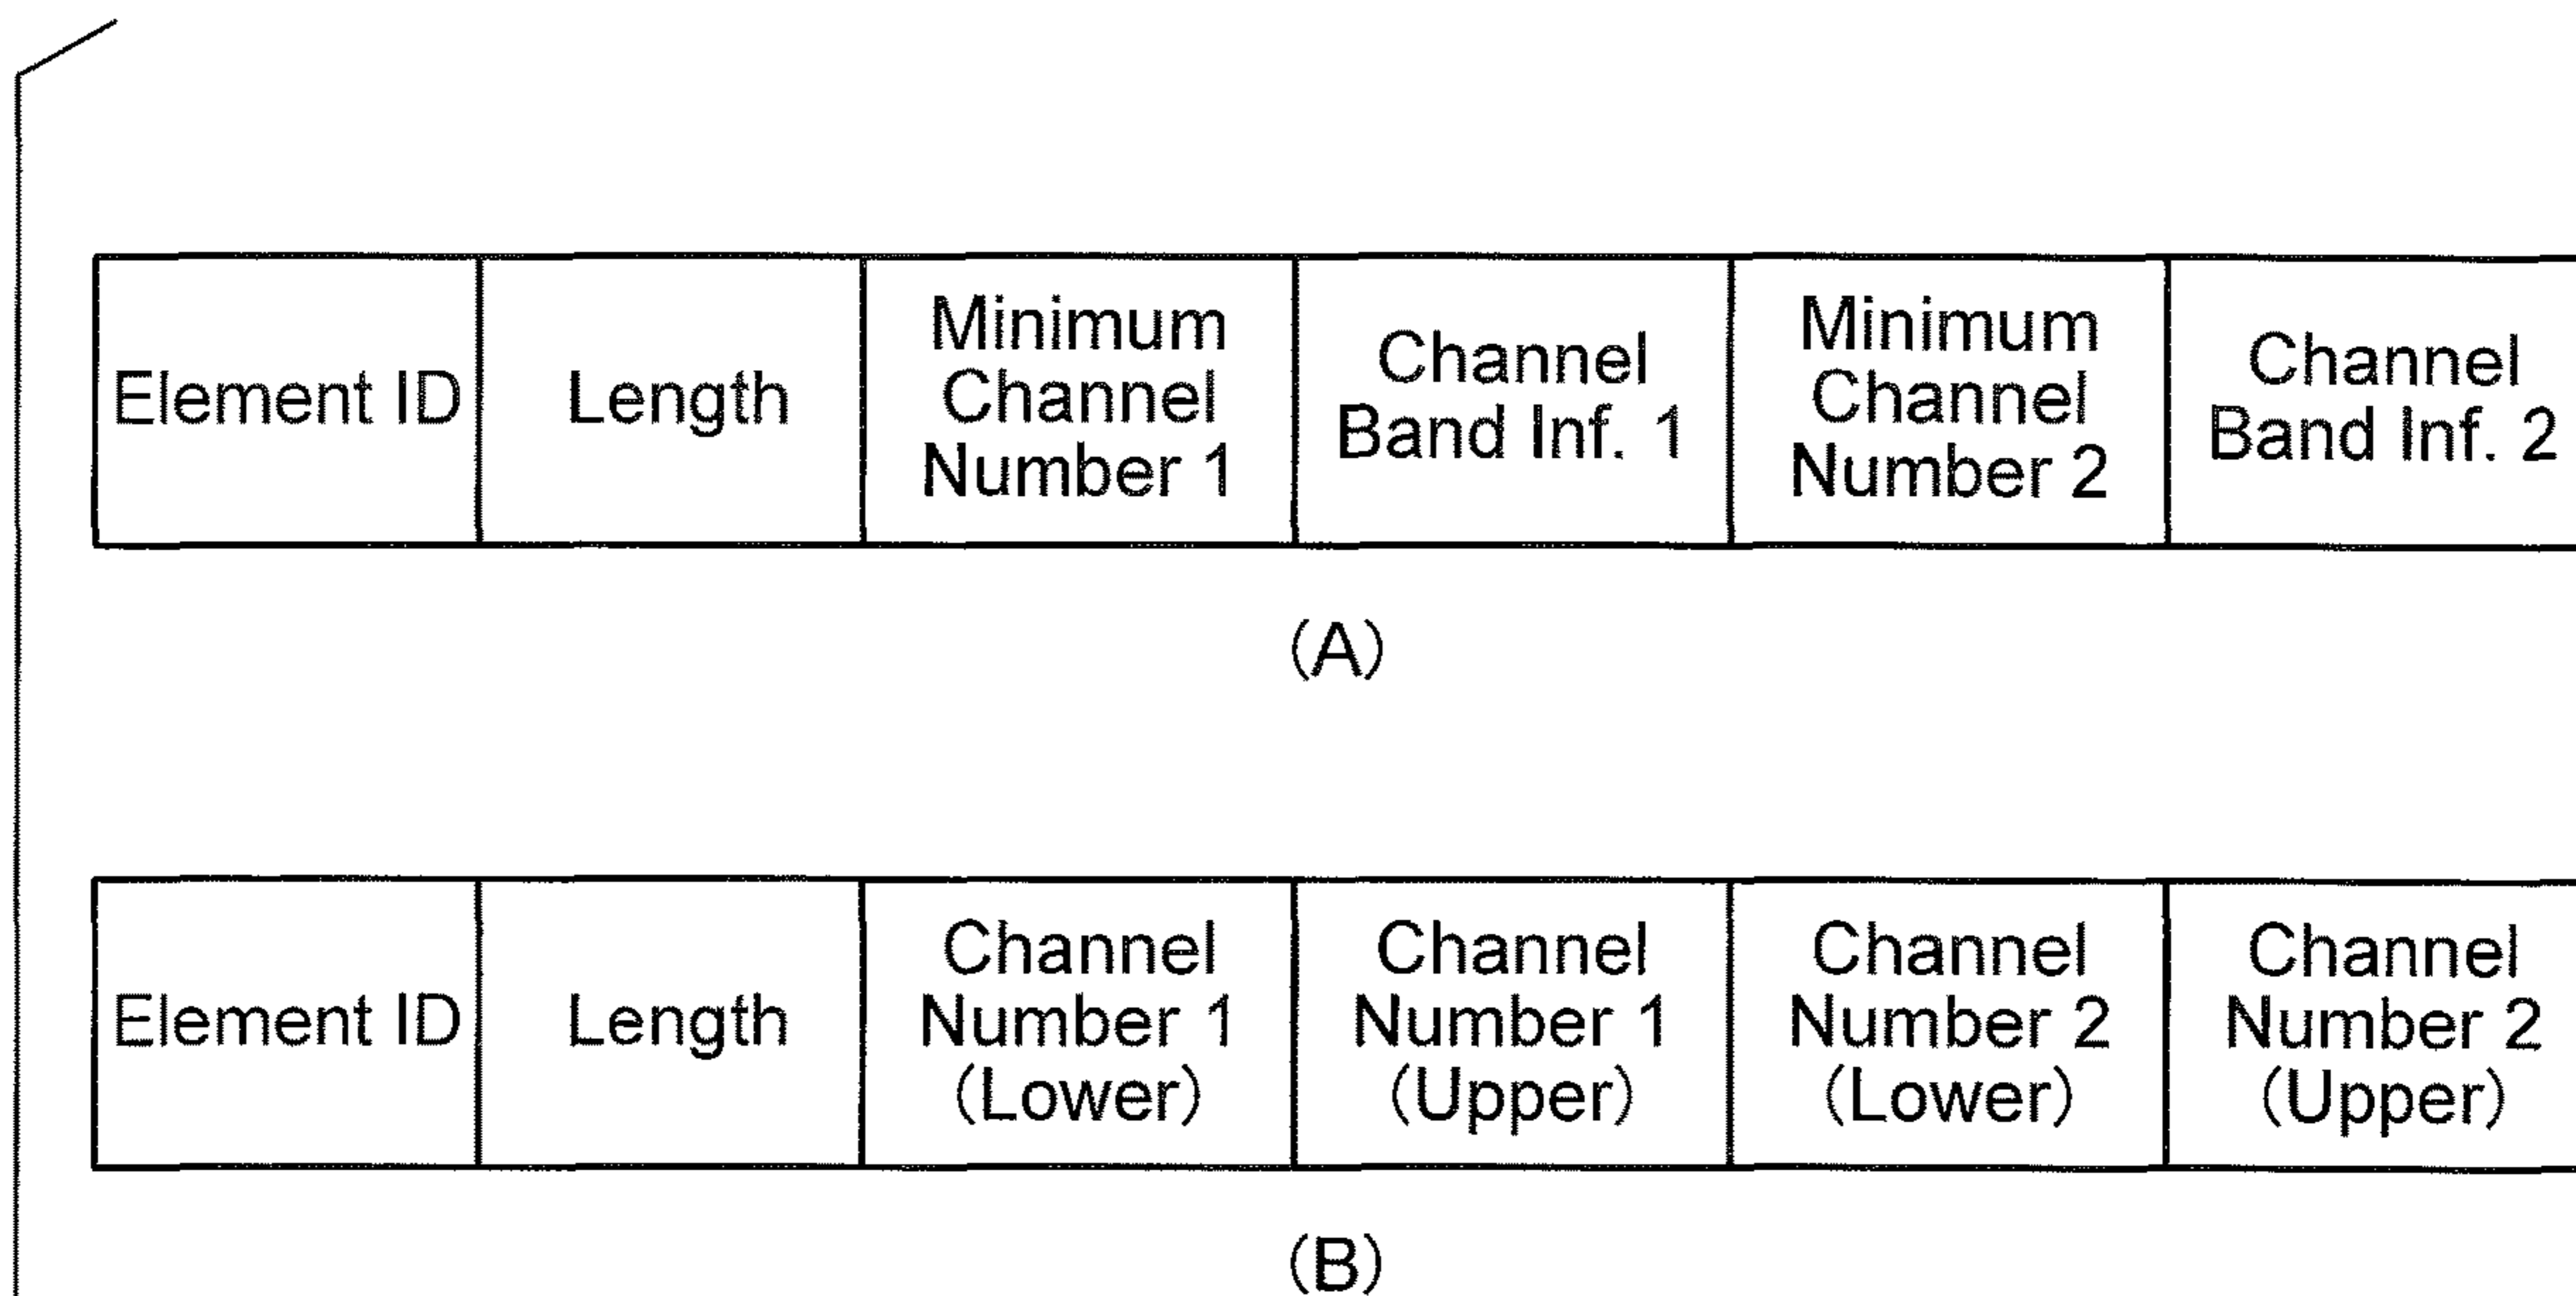 Element ID
Length
Minimum
Channel
Number 1
Channel
Band Inf. 1
Minimum
Channel
Number 2
Channel
Band Inf. 2
(A)
Element ID
Length
Channel
Number 1
(Lower)
Channel
Number 1
(Upper)
Channel
Number 2
(Lower)
Channel
Number 2
(Upper)
(B)